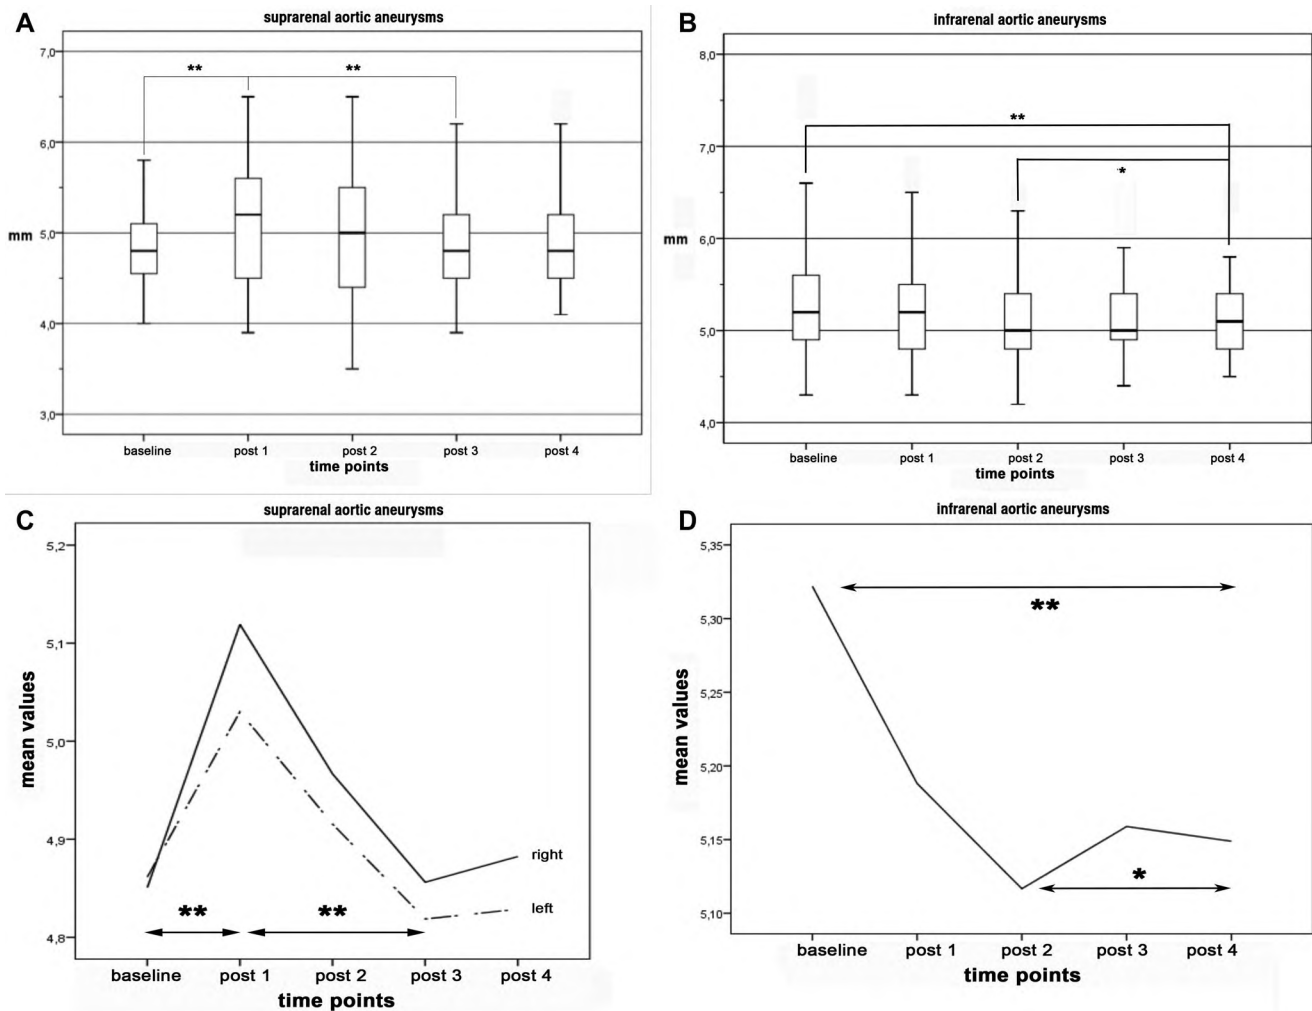 A
suprarenal aortic aneurysms
7,0
6,0
5,0
4,0
3,0
mm
**
**
baseline
post 1
post 2
post 3
post 4
time points
B
infrarenal aortic aneurysms
8,0
7,0
6,0
5,0
4,0
mm
**
*
baseline
post 1
post 2
post 3
post 4
time points
C
suprarenal aortic aneurysms
5,2
5,1
5,0
4,9
4,8
mean values
right
left
**
**
baseline
post 1
post 2
post 3
post 4
time points
D
infrarenal aortic aneurysms
5,35
5,30
5,25
5,20
5,15
5,10
mean values
**
*
baseline
post 1
post 2
post 3
post 4
time points